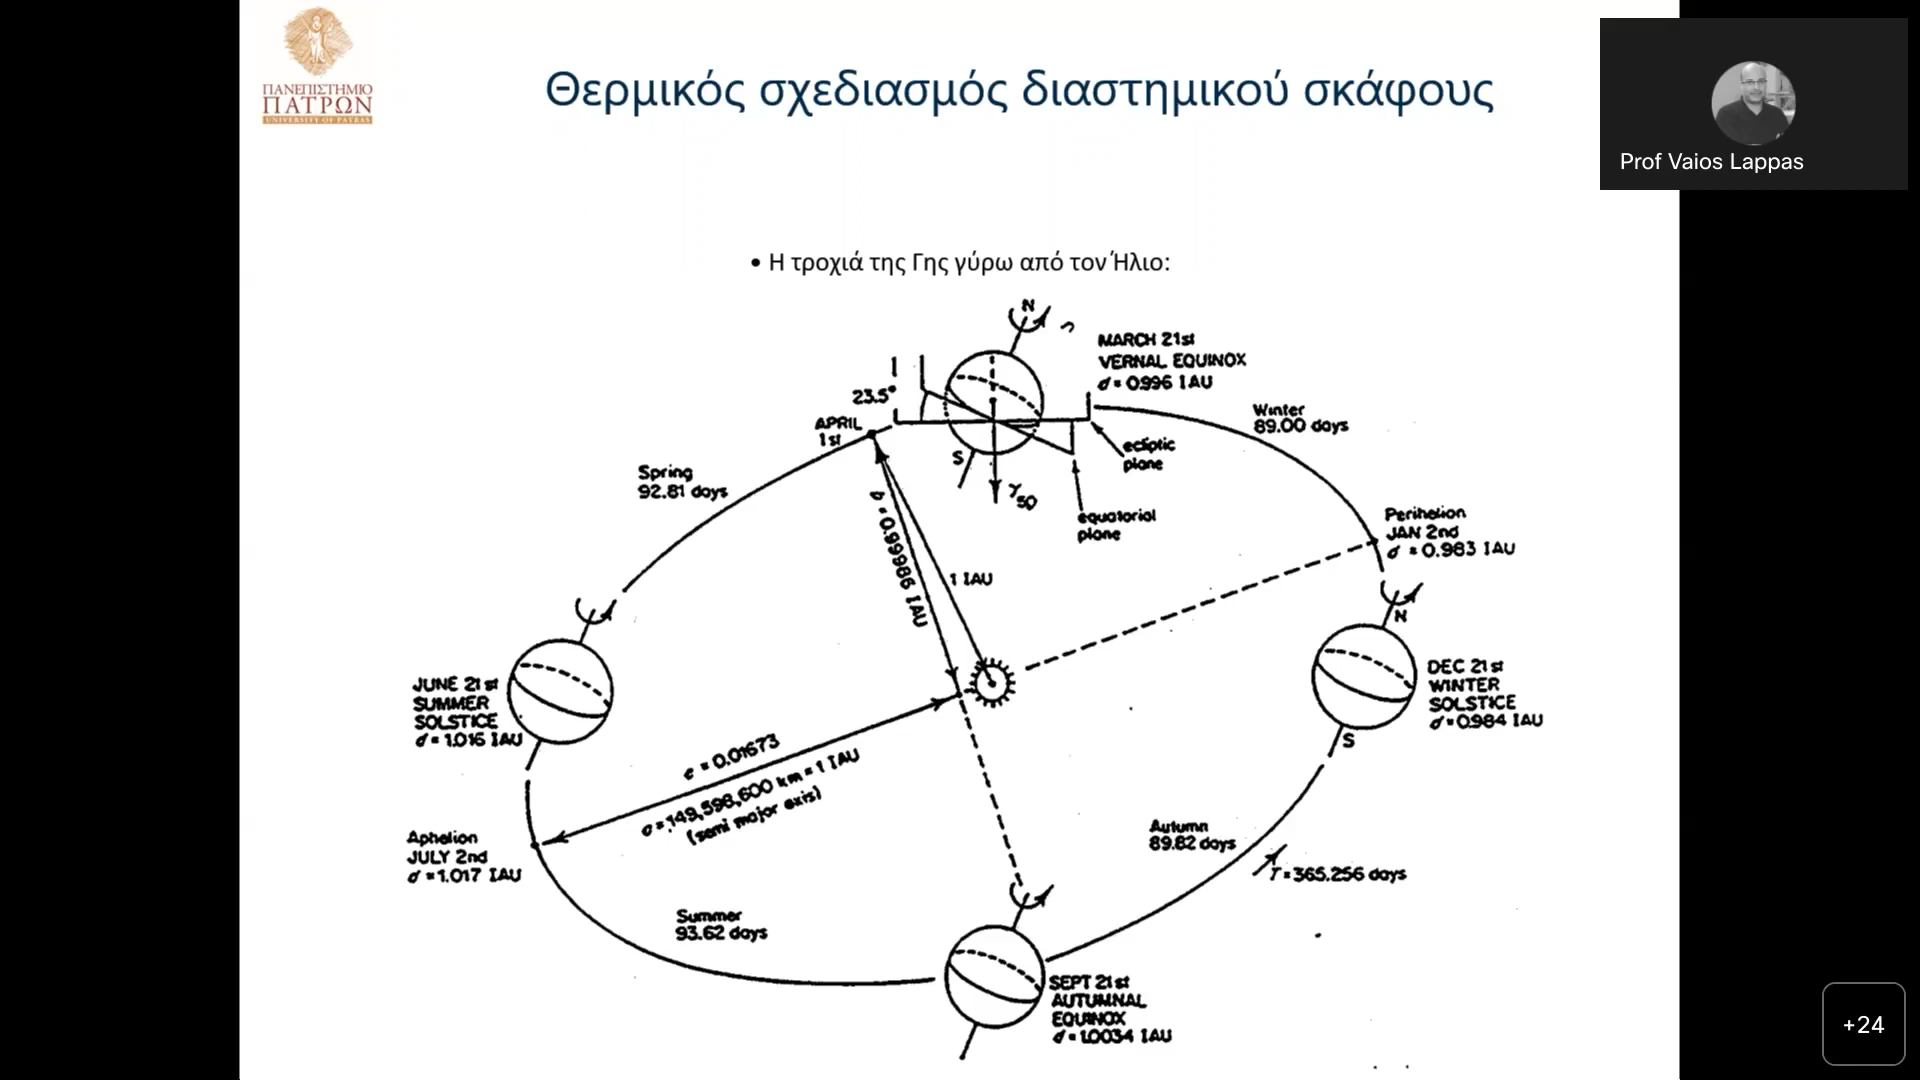 ΠΑΝΕΠΙΣΤΗΜΙΟ
ΠΑΤΡΩΝ
UNIVERSITY OF PATRAS
Θερμικός σχεδιασμός διαστημικού σκάφους
Prof Vaios Lappas
• Η τροχιά της Γης γύρω από τον Ήλιο:
N
MARCH 21st
VERNAL EQUINOX
d = 0.996 IAU
23.5°
APRIL
1st
Winter
89.00 days
S
ecliptic
plane
Spring
92.81 days
γ50
equatorial
plane
Perihelion
JAN 2nd
d = 0.983 IAU
b = 0.99986 IAU
1 IAU
N
JUNE 21st
SUMMER
SOLSTICE
d = 1.016 IAU
DEC 21st
WINTER
SOLSTICE
d = 0.984 IAU
S
e = 0.01673
a = 149,598,600 km = 1 IAU
(semi major axis)
Aphelion
JULY 2nd
d = 1.017 IAU
Autumn
89.82 days
T = 365.256 days
Summer
93.62 days
SEPT 21st
AUTUMNAL
EQUINOX
d = 1.0034 IAU
+24